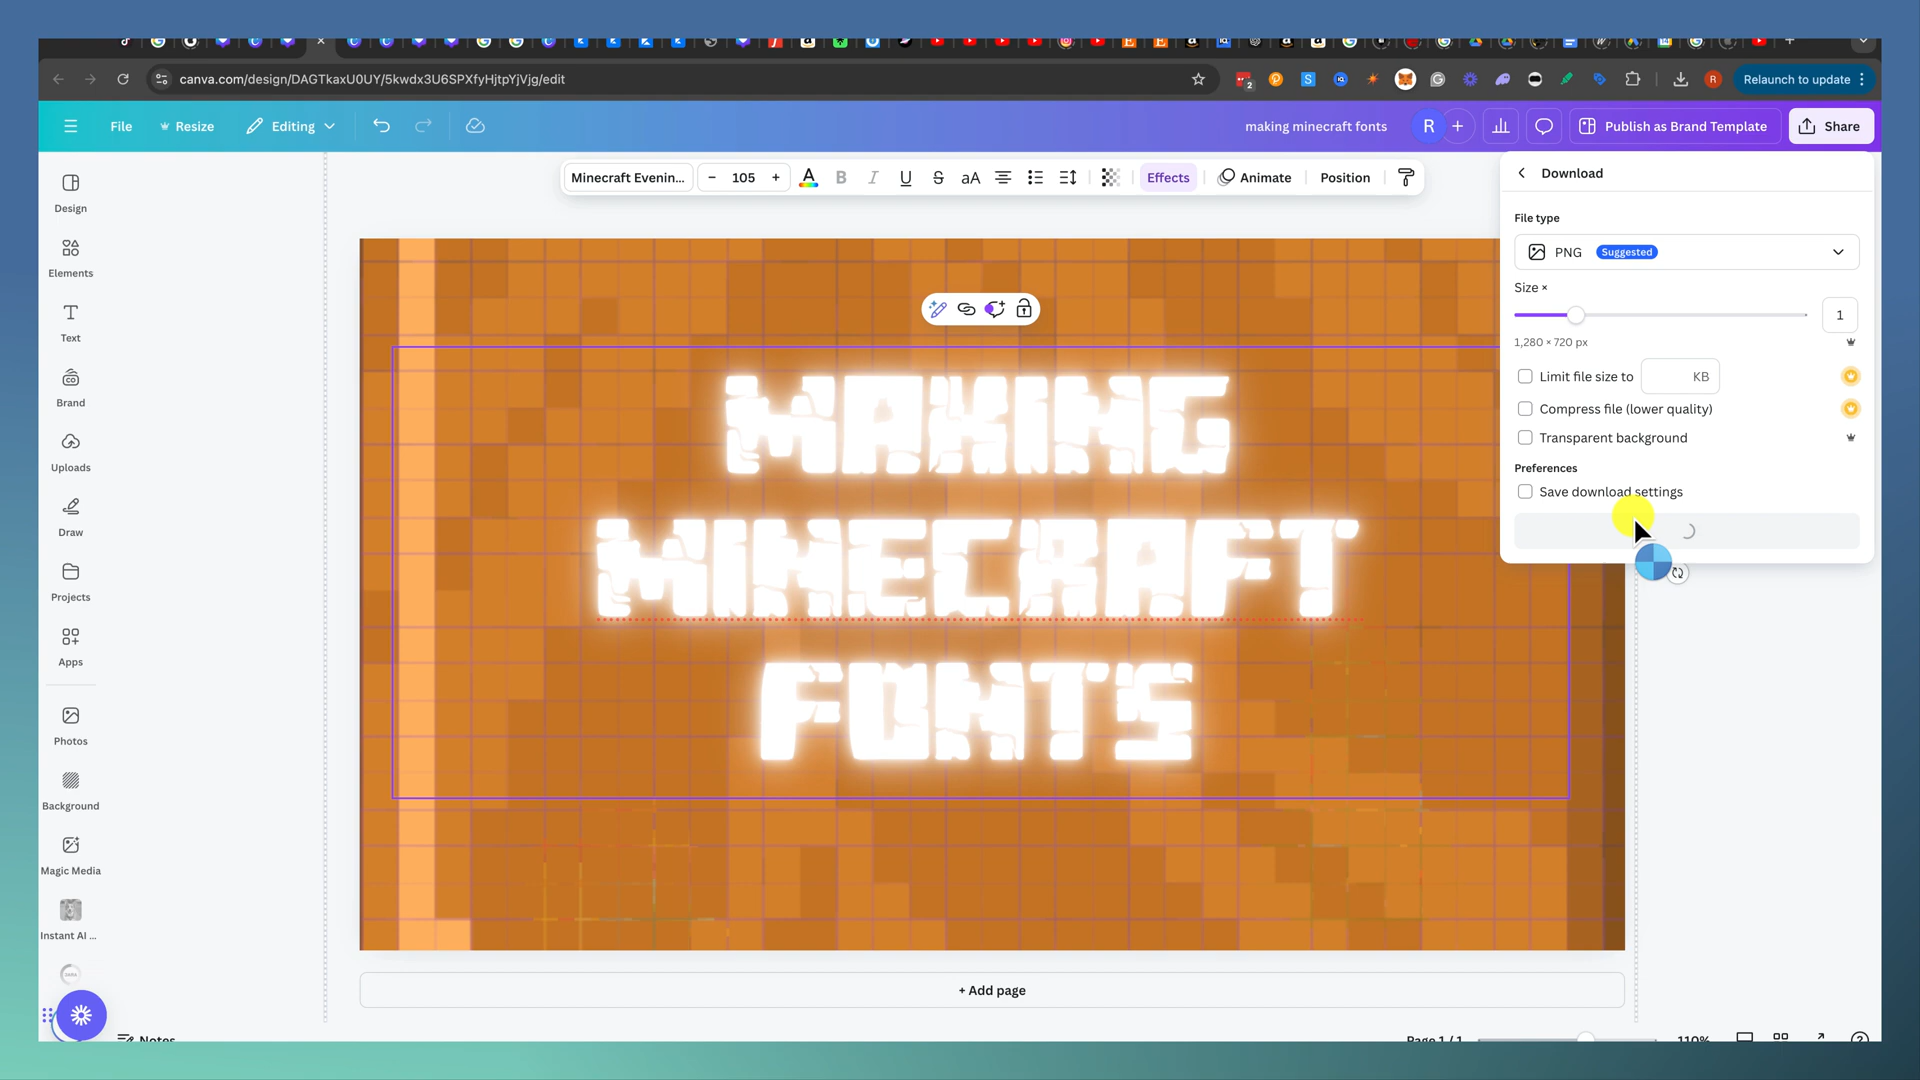 canva.com/design/DAGTkaxU0UY/5kwdx3U6SPXfyHjtpYjVjg/edit
2
R
Relaunch to update
File
Resize
Editing
making minecraft fonts
R
Publish as Brand Template
Share
Minecraft Evenin...
− 105 +
A
B
I
U
S
aA
Effects
Animate
Position
Download
File type
PNG
Suggested
Size ×
1
1,280 × 720 px
Limit file size to
KB
Compress file (lower quality)
Transparent background
Preferences
Save download settings
Design
Elements
Text
Brand
Uploads
Draw
Projects
Apps
Photos
Background
Magic Media
Instant AI ...
MAKING
MINECRAFT
FONTS
+ Add page
Notes
Page 1 / 1
110%